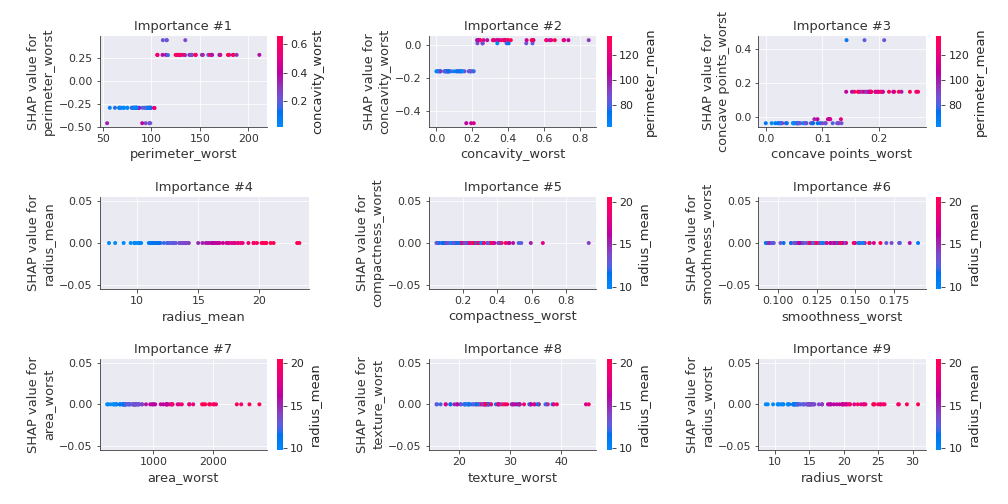 Importance #1
SHAP value for
perimeter_worst
0.25
0.00
−0.25
−0.50
50
100
150
200
perimeter_worst
0.6
0.4
0.2
concavity_worst
Importance #2
SHAP value for
concavity_worst
0.0
−0.2
−0.4
0.0
0.2
0.4
0.6
0.8
concavity_worst
120
100
80
perimeter_mean
Importance #3
SHAP value for
concave points_worst
0.4
0.2
0.0
0.0
0.1
0.2
concave points_worst
120
100
80
perimeter_mean
Importance #4
SHAP value for
radius_mean
0.05
0.00
−0.05
10
15
20
radius_mean
Importance #5
SHAP value for
compactness_worst
0.05
0.00
−0.05
0.2
0.4
0.6
0.8
compactness_worst
20
15
10
radius_mean
Importance #6
SHAP value for
smoothness_worst
0.05
0.00
−0.05
0.100
0.125
0.150
0.175
smoothness_worst
20
15
10
radius_mean
Importance #7
SHAP value for
area_worst
0.05
0.00
−0.05
1000
2000
area_worst
20
15
10
radius_mean
Importance #8
SHAP value for
texture_worst
0.05
0.00
−0.05
20
30
40
texture_worst
20
15
10
radius_mean
Importance #9
SHAP value for
radius_worst
0.05
0.00
−0.05
10
15
20
25
30
radius_worst
20
15
10
radius_mean